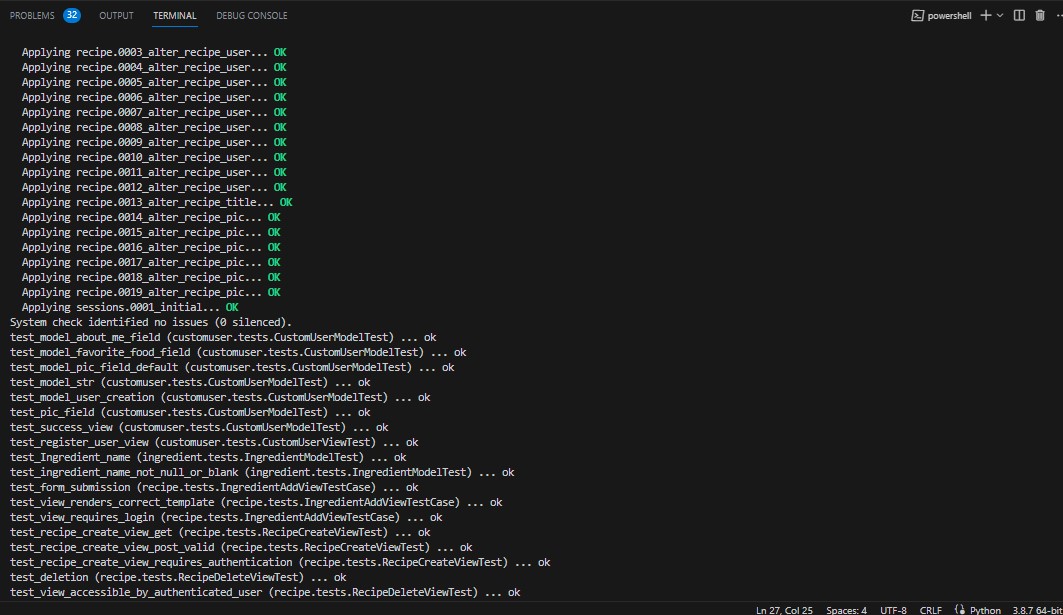 PROBLEMS 32 OUTPUT TERMINAL DEBUG CONSOLE powershell
Applying recipe.0003_alter_recipe_user... OK
Applying recipe.0004_alter_recipe_user... OK
Applying recipe.0005_alter_recipe_user... OK
Applying recipe.0006_alter_recipe_user... OK
Applying recipe.0007_alter_recipe_user... OK
Applying recipe.0008_alter_recipe_user... OK
Applying recipe.0009_alter_recipe_user... OK
Applying recipe.0010_alter_recipe_user... OK
Applying recipe.0011_alter_recipe_user... OK
Applying recipe.0012_alter_recipe_user... OK
Applying recipe.0013_alter_recipe_title... OK
Applying recipe.0014_alter_recipe_pic... OK
Applying recipe.0015_alter_recipe_pic... OK
Applying recipe.0016_alter_recipe_pic... OK
Applying recipe.0017_alter_recipe_pic... OK
Applying recipe.0018_alter_recipe_pic... OK
Applying recipe.0019_alter_recipe_pic... OK
Applying sessions.0001_initial... OK
System check identified no issues (0 silenced).
test_model_about_me_field (customuser.tests.CustomUserModelTest) ... ok
test_model_favorite_food_field (customuser.tests.CustomUserModelTest) ... ok
test_model_pic_field_default (customuser.tests.CustomUserModelTest) ... ok
test_model_str (customuser.tests.CustomUserModelTest) ... ok
test_model_user_creation (customuser.tests.CustomUserModelTest) ... ok
test_pic_field (customuser.tests.CustomUserModelTest) ... ok
test_success_view (customuser.tests.CustomUserModelTest) ... ok
test_register_user_view (customuser.tests.CustomUserViewTest) ... ok
test_Ingredient_name (ingredient.tests.IngredientModelTest) ... ok
test_ingredient_name_not_null_or_blank (ingredient.tests.IngredientModelTest) ... ok
test_form_submission (recipe.tests.IngredientAddViewTestCase) ... ok
test_view_renders_correct_template (recipe.tests.IngredientAddViewTestCase) ... ok
test_view_requires_login (recipe.tests.IngredientAddViewTestCase) ... ok
test_recipe_create_view_get (recipe.tests.RecipeCreateViewTest) ... ok
test_recipe_create_view_post_valid (recipe.tests.RecipeCreateViewTest) ... ok
test_recipe_create_view_requires_authentication (recipe.tests.RecipeCreateViewTest) ... ok
test_deletion (recipe.tests.RecipeDeleteViewTest) ... ok
test_view_accessible_by_authenticated_user (recipe.tests.RecipeDeleteViewTest) ... ok
Ln 27, Col 25 Spaces: 4 UTF-8 CRLF Python 3.8.7 64-bit